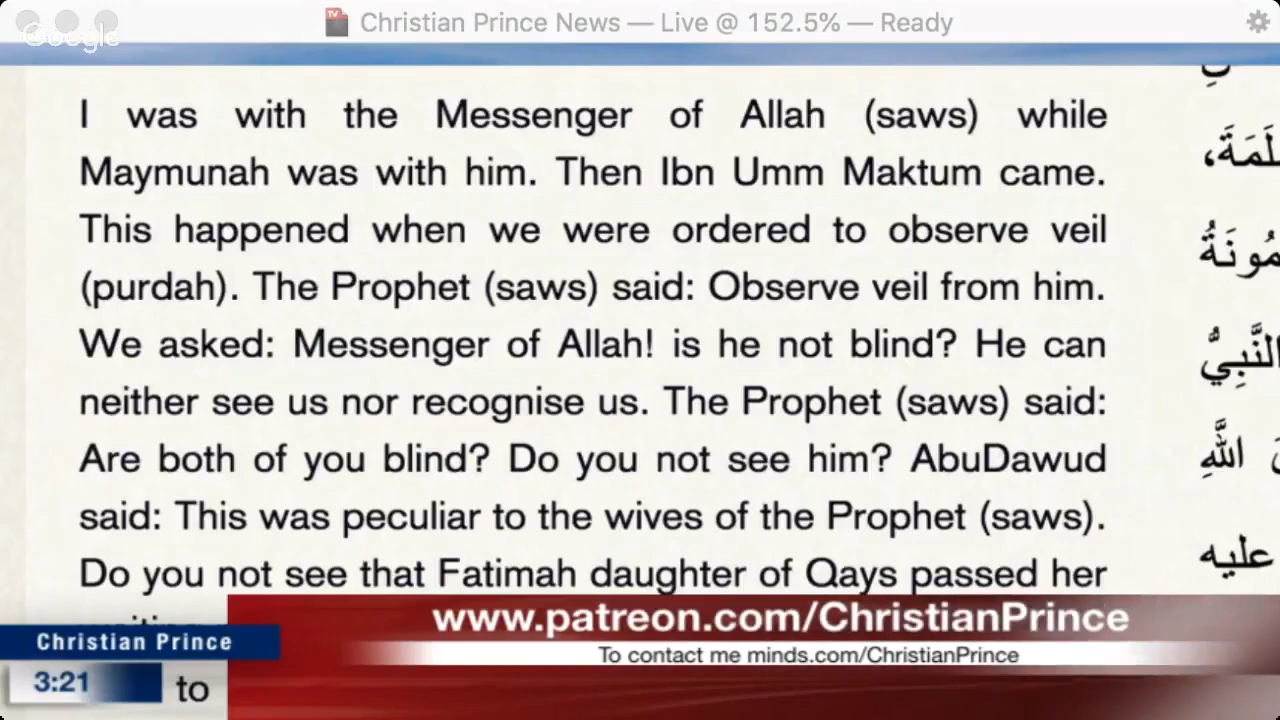 Christian Prince News — Live @ 152.5% — Ready
Google
I was with the Messenger of Allah (saws) while
Maymunah was with him. Then Ibn Umm Maktum came.
This happened when we were ordered to observe veil
(purdah). The Prophet (saws) said: Observe veil from him.
We asked: Messenger of Allah! is he not blind? He can
neither see us nor recognise us. The Prophet (saws) said:
Are both of you blind? Do you not see him? AbuDawud
said: This was peculiar to the wives of the Prophet (saws).
Do you not see that Fatimah daughter of Qays passed her
to
النَّبِيُّ
اللَّهِ
عليه
www.patreon.com/ChristianPrince
To contact me minds.com/ChristianPrince
Christian Prince
3:21